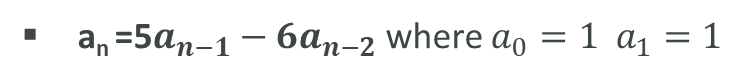 ▪ aₙ=5aₙ₋₁ − 6aₙ₋₂ where a₀ = 1 a₁ = 1